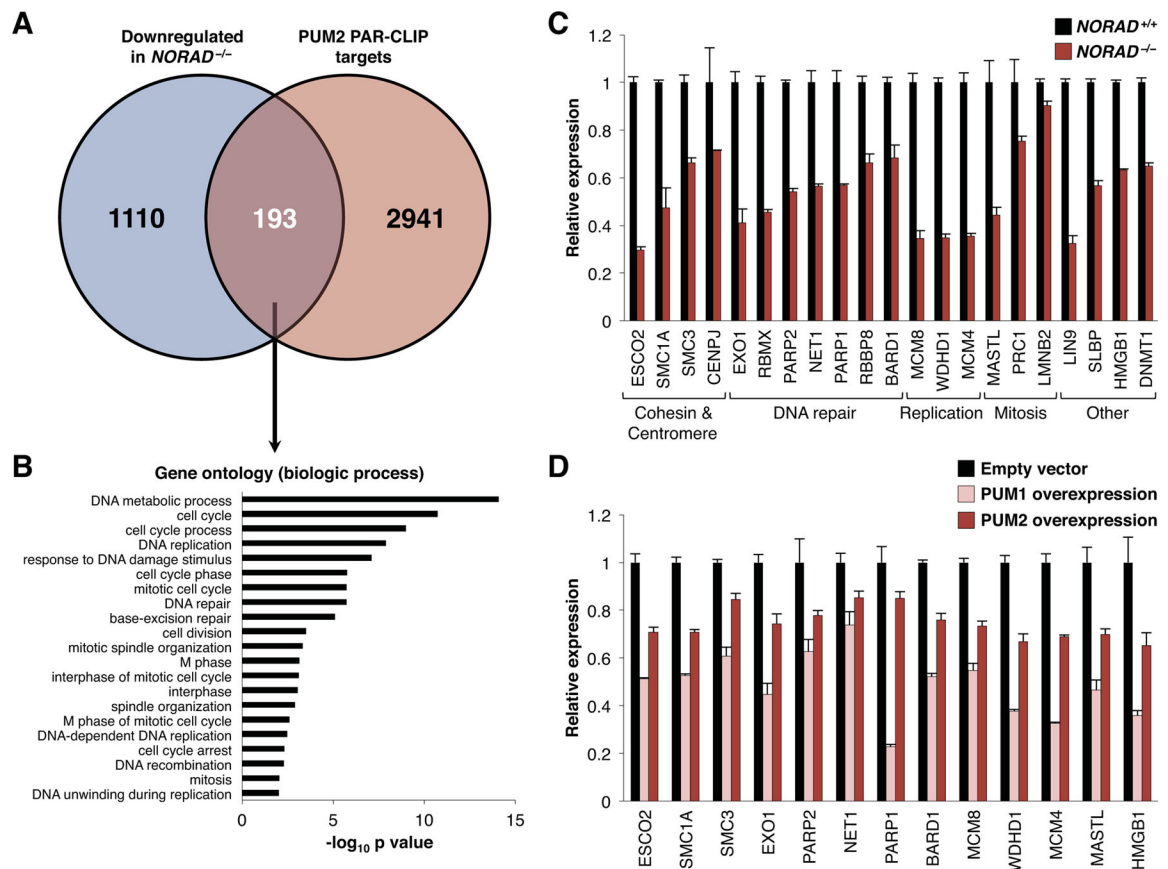 A
Downregulated
in NORAD–/–
PUM2 PAR-CLIP
targets
1110
193
2941
B
Gene ontology (biologic process)
DNA metabolic process
cell cycle
cell cycle process
DNA replication
response to DNA damage stimulus
cell cycle phase
mitotic cell cycle
DNA repair
base-excision repair
cell division
mitotic spindle organization
M phase
interphase of mitotic cell cycle
interphase
spindle organization
M phase of mitotic cell cycle
DNA-dependent DNA replication
cell cycle arrest
DNA recombination
mitosis
DNA unwinding during replication
0
5
10
15
-log10 p value
C
NORAD+/+
NORAD–/–
Relative expression
1.2
1
0.8
0.6
0.4
0.2
0
ESCO2
SMC1A
SMC3
CENPJ
EXO1
RBMX
PARP2
NET1
PARP1
RBBP8
BARD1
MCM8
WDHD1
MCM4
MASTL
PRC1
LMNB2
LIN9
SLBP
HMGB1
DNMT1
Cohesin &
Centromere
DNA repair
Replication
Mitosis
Other
D
Empty vector
PUM1 overexpression
PUM2 overexpression
Relative expression
1.2
1
0.8
0.6
0.4
0.2
0
ESCO2
SMC1A
SMC3
EXO1
PARP2
NET1
PARP1
BARD1
MCM8
WDHD1
MCM4
MASTL
HMGB1